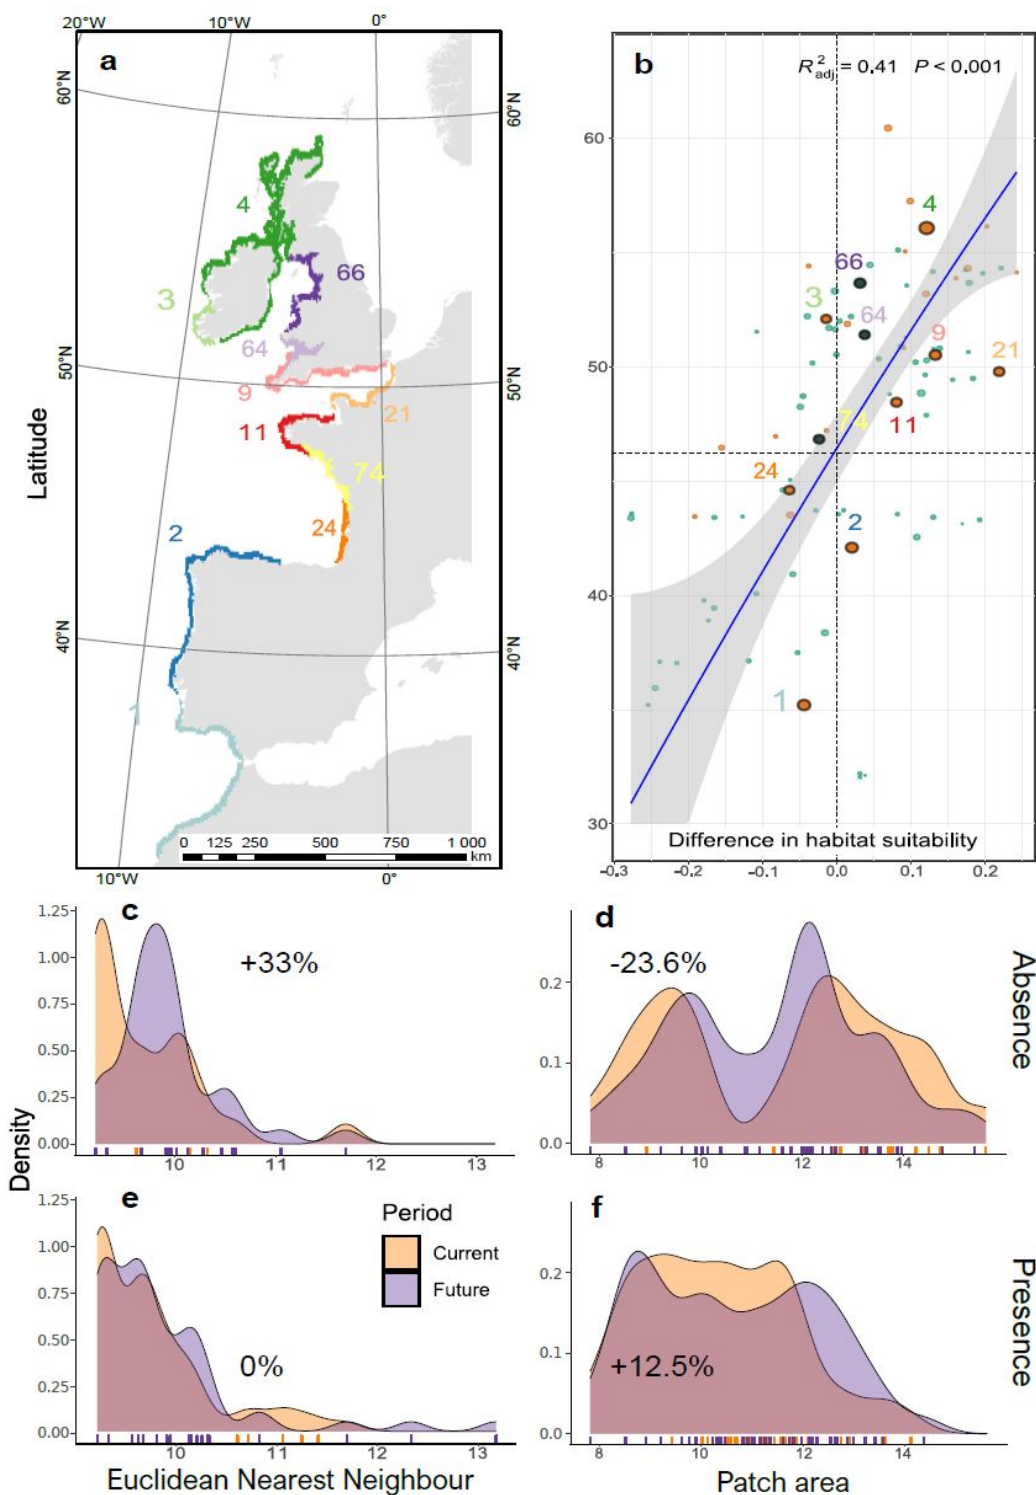 20°W 10°W 0°
a
60°N
60°N
4
66
3
64
50°N
50°N
9
21
11
74
24
2
40°N
40°N
1
0 125 250 500 750 1 000
km
10°W 0°
Latitude
b
R²adj = 0.41 P < 0.001
60
4
66
3
64
9
21
50
11
74
24
2
40
1
30
Difference in habitat suitability
-0.3 -0.1 -0.1 0.0 0.1 0.2
c
+33%
1.25
1.00
0.75
0.50
0.25
0.00
10 11 12 13
d
-23.6%
0.2
0.1
0.0
8 10 12 14
Absence
Density
e
Period
Current
Future
0%
1.25
1.00
0.75
0.50
0.25
0.00
10 11 12 13
Euclidean Nearest Neighbour
f
+12.5%
0.2
0.1
0.0
8 10 12 14
Patch area
Presence